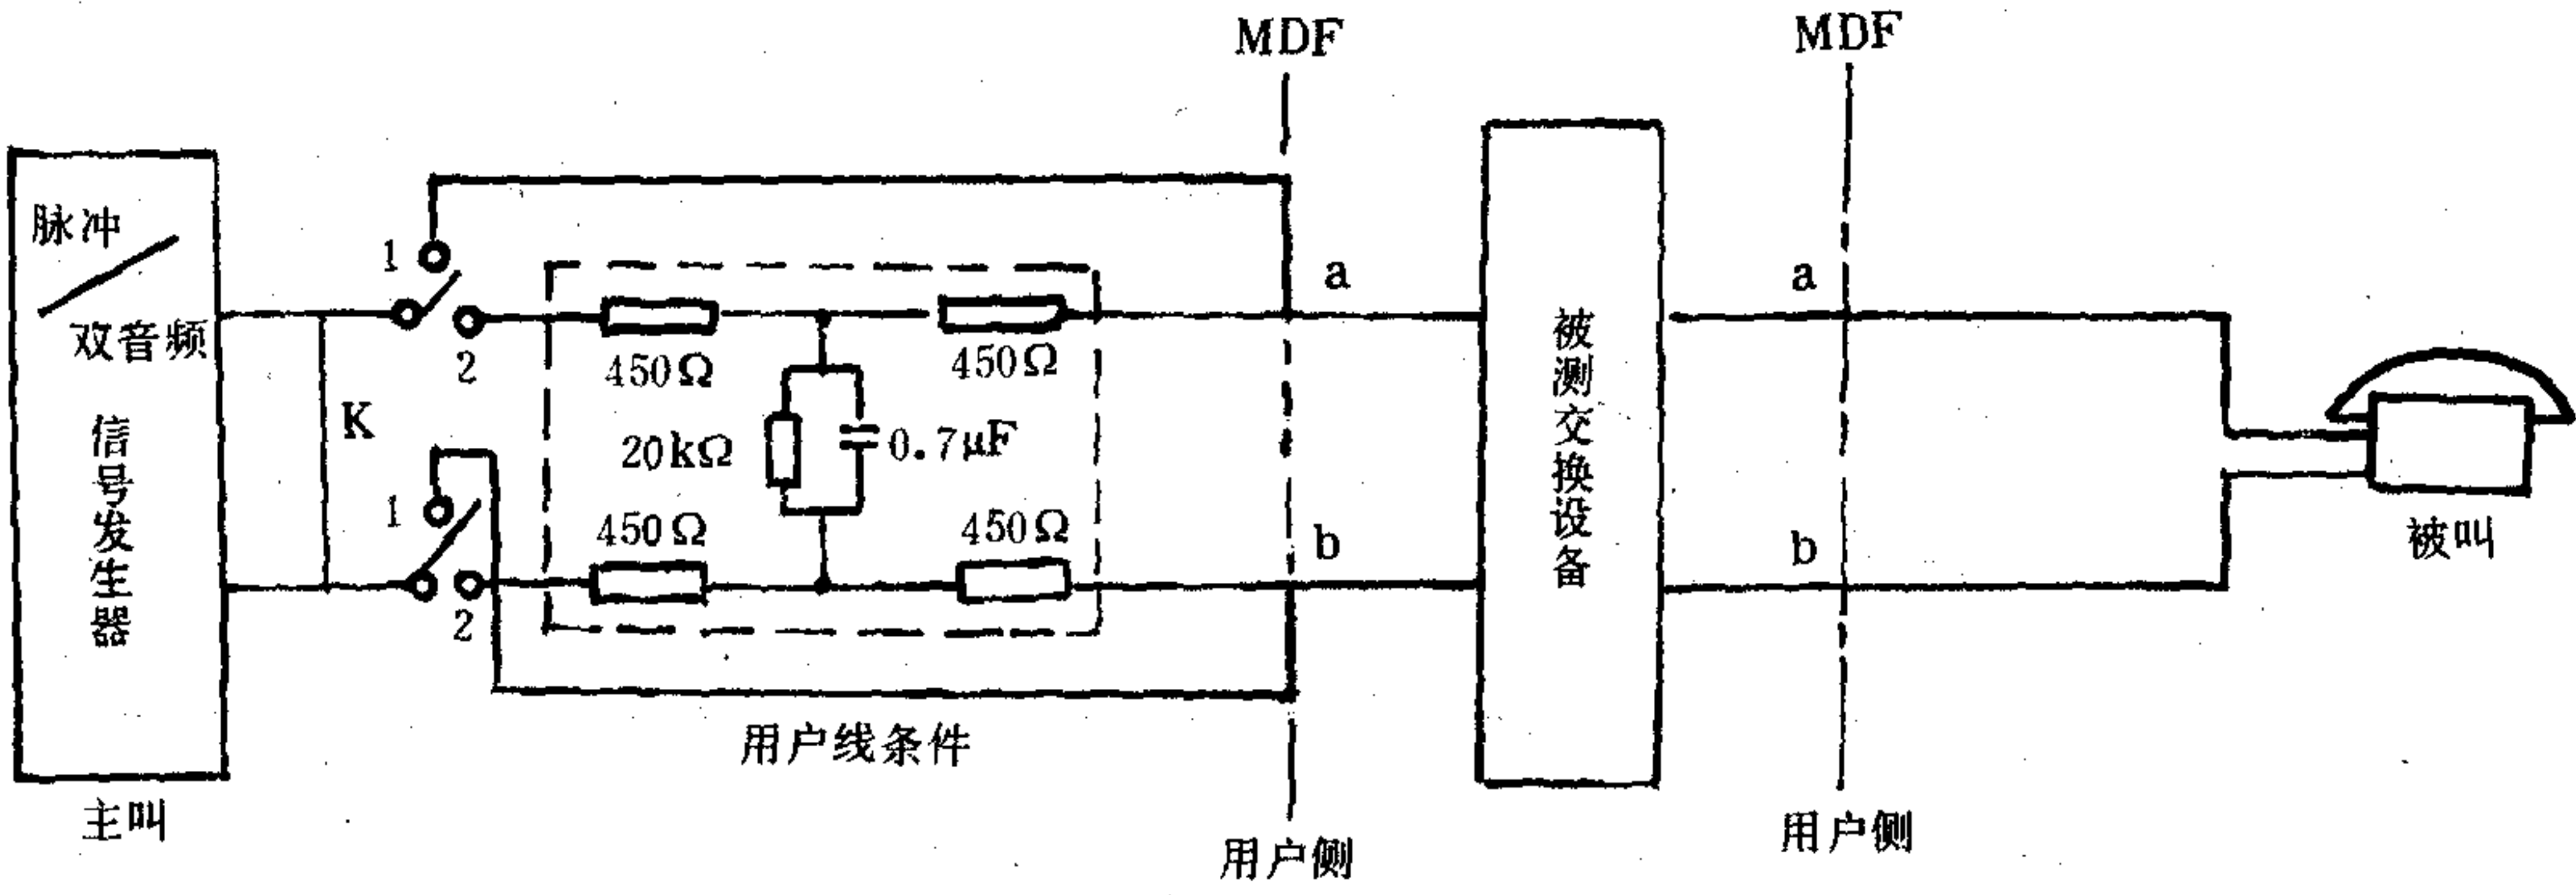 MDF
MDF
脉冲
双音频
信号发生器
主叫
K
1
2
1
2
450Ω
450Ω
20kΩ
0.7μF
450Ω
450Ω
用户线条件
a
b
用户侧
被测交换设备
a
b
用户侧
被叫